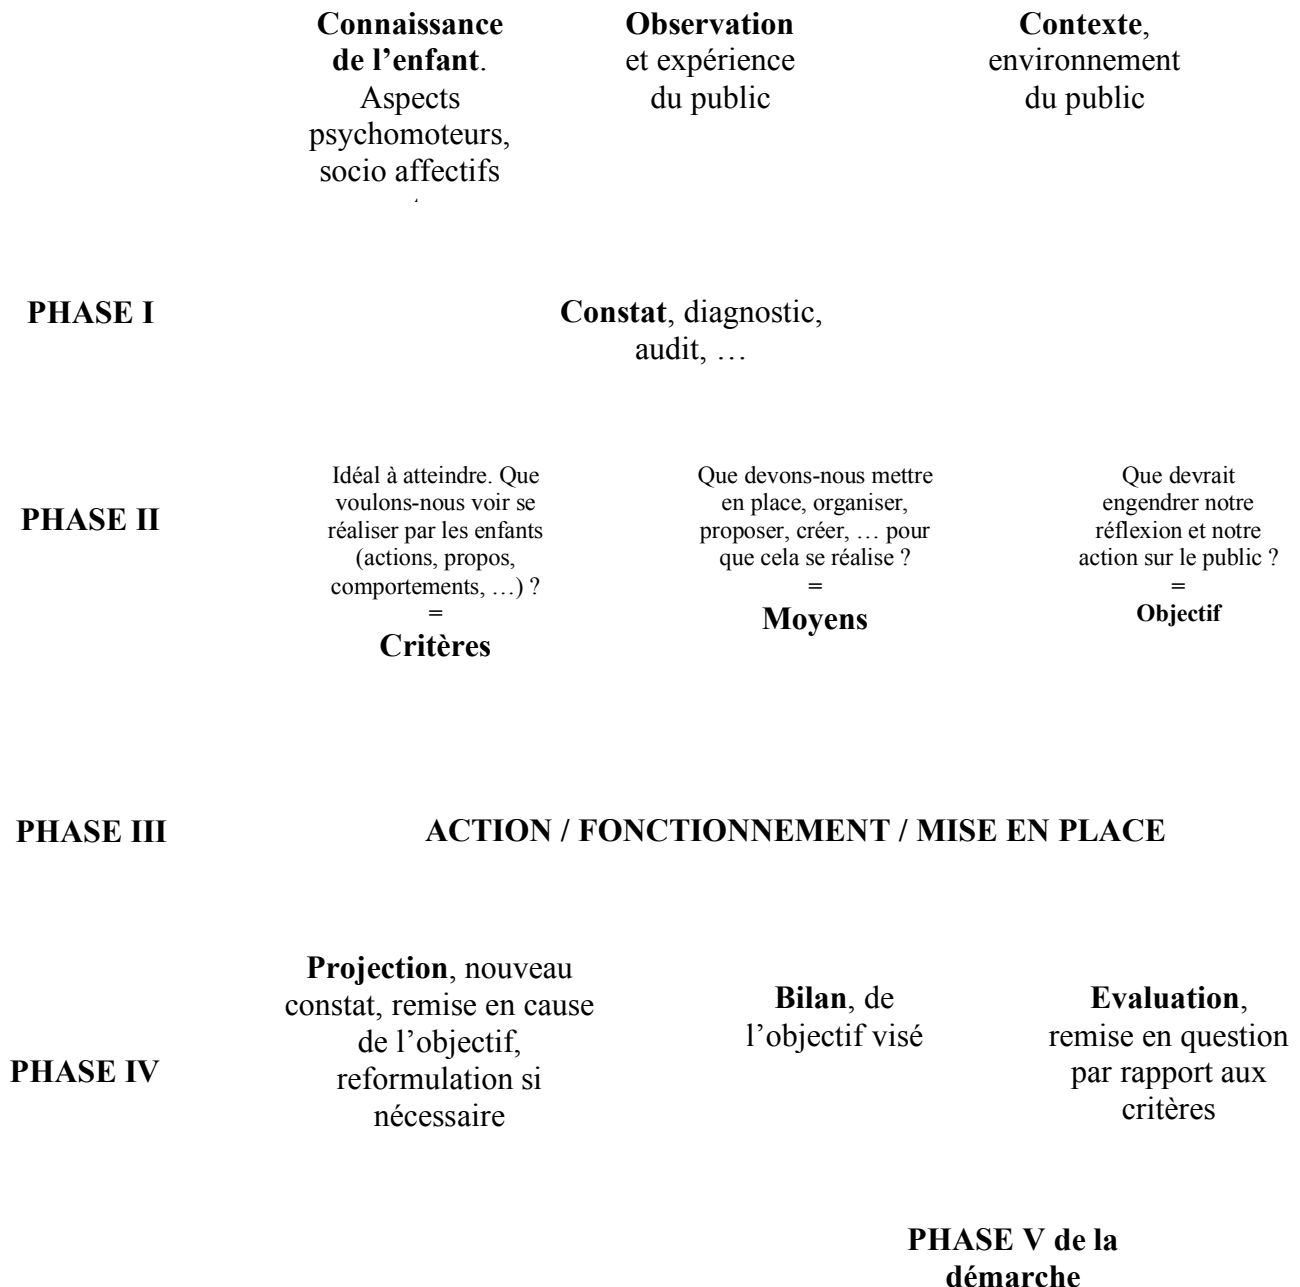 Connaissance
de l’enfant.
Aspects
psychomoteurs,
socio affectifs
Observation
et expérience
du public
Contexte,
environnement
du public
PHASE I
Constat, diagnostic,
audit, …
PHASE II
Idéal à atteindre. Que
voulons-nous voir se
réaliser par les enfants
(actions, propos,
comportements, …) ?
=
Critères
Que devons-nous mettre
en place, organiser,
proposer, créer, … pour
que cela se réalise ?
=
Moyens
Que devrait
engendrer notre
réflexion et notre
action sur le public ?
=
Objectif
PHASE III
ACTION / FONCTIONNEMENT / MISE EN PLACE
PHASE IV
Projection, nouveau
constat, remise en cause
de l’objectif,
reformulation si
nécessaire
Bilan, de
l’objectif visé
Evaluation,
remise en question
par rapport aux
critères
PHASE V de la
démarche